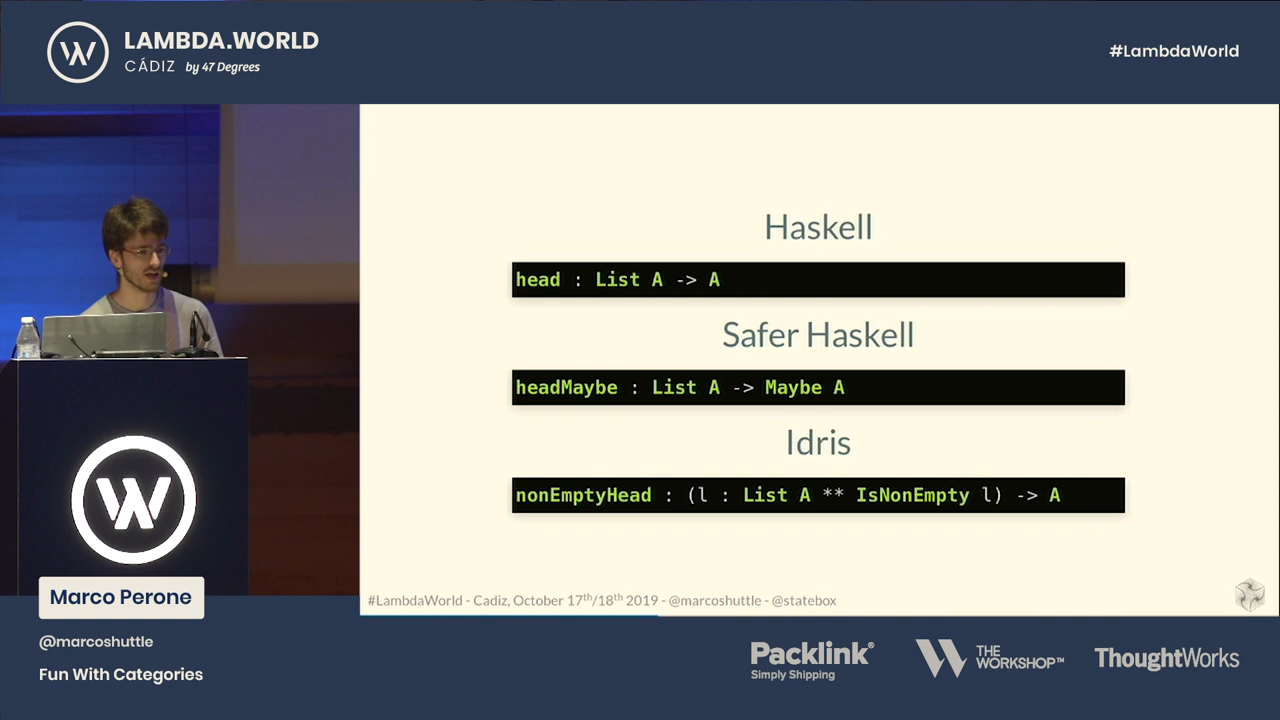 LAMBDA.WORLD
CÁDIZ by 47 Degrees
#LambdaWorld
Haskell
head : List A -> A
Safer Haskell
headMaybe : List A -> Maybe A
Idris
nonEmptyHead : (l : List A ** IsNonEmpty l) -> A
#LambdaWorld - Cadiz, October 17th/18th 2019 - @marcoshuttle - @statebox
Marco Perone
@marcoshuttle
Fun With Categories
Packlink®
Simply Shipping
THE
WORKSHOP™
ThoughtWorks